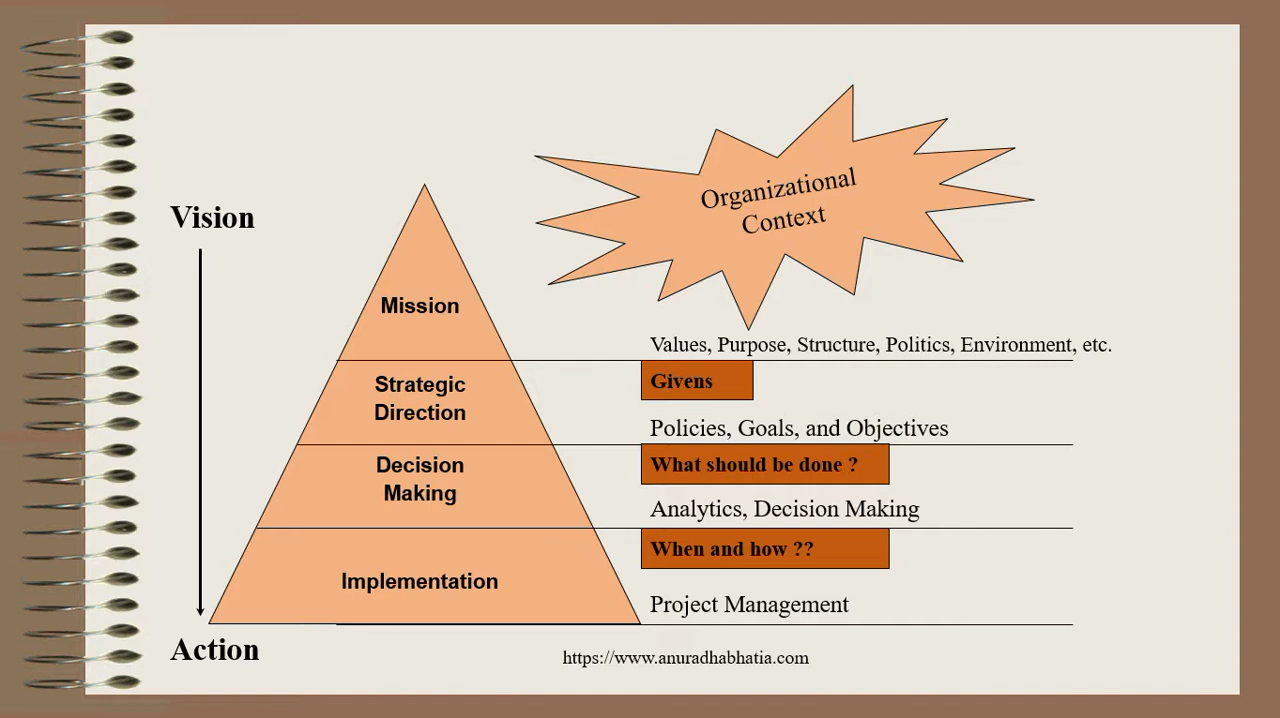 Organizational
Context
Vision
Mission
Values, Purpose, Structure, Politics, Environment, etc.
Strategic
Direction
Givens
Policies, Goals, and Objectives
Decision
Making
What should be done ?
Analytics, Decision Making
When and how ??
Implementation
Project Management
Action
https://www.anuradhabhatia.com